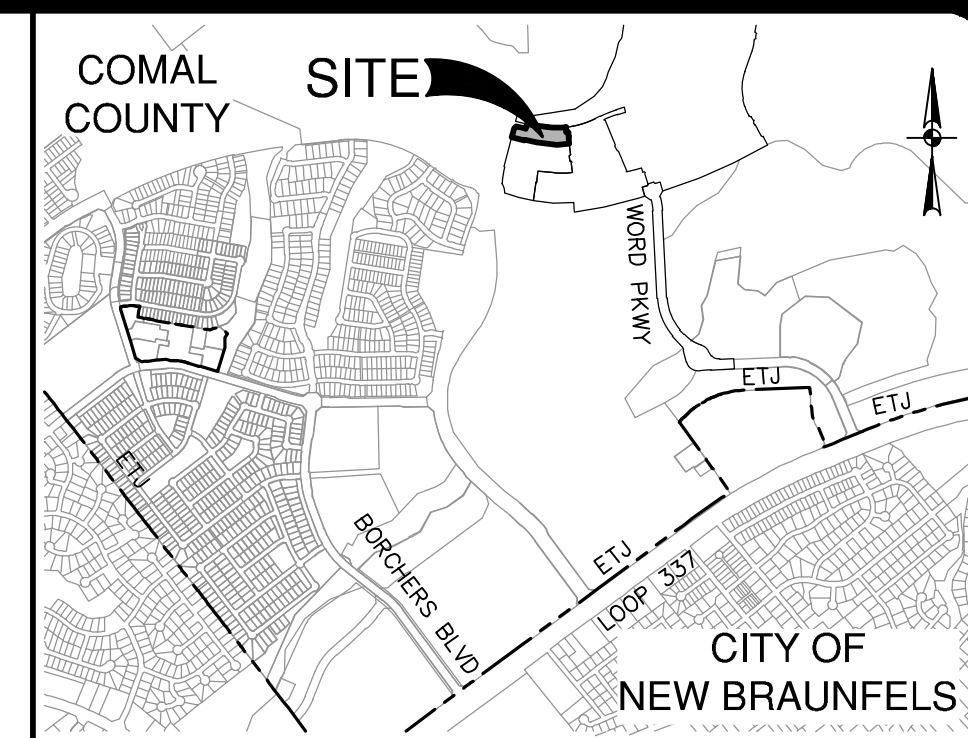 COMAL
COUNTY
SITE
WORD PKWY
ETJ
ETJ
ETJ
BORCHERS BLVD
ETJ
LOOP 337
CITY OF
NEW BRAUNFELS